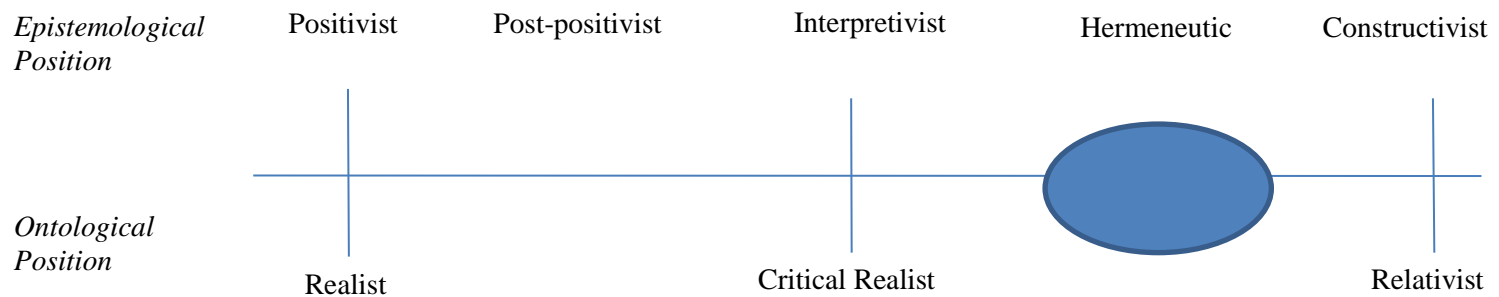 Epistemological Position
Positivist
Post-positivist
Interpretivist
Hermeneutic
Constructivist
Ontological Position
Realist
Critical Realist
Relativist